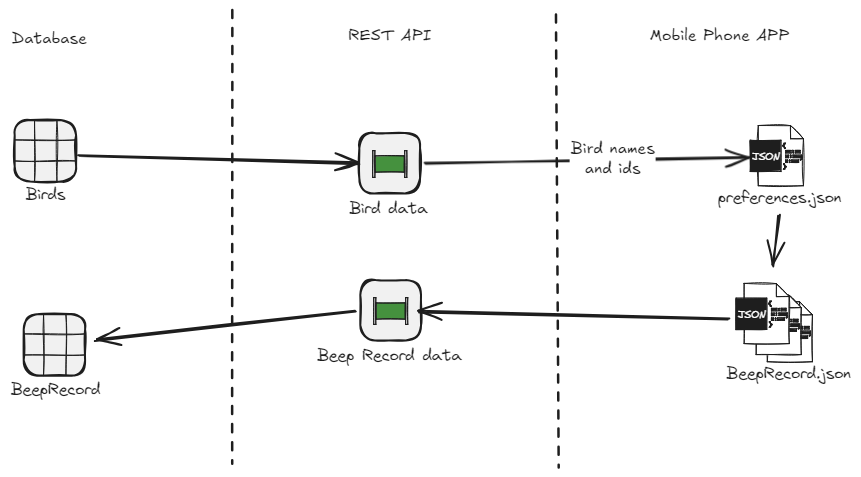 Database
REST API
Mobile Phone APP
Birds
Bird data
Bird names
and ids
JSON
preferences.json
BeepRecord
Beep Record data
JSON
BeepRecord.json